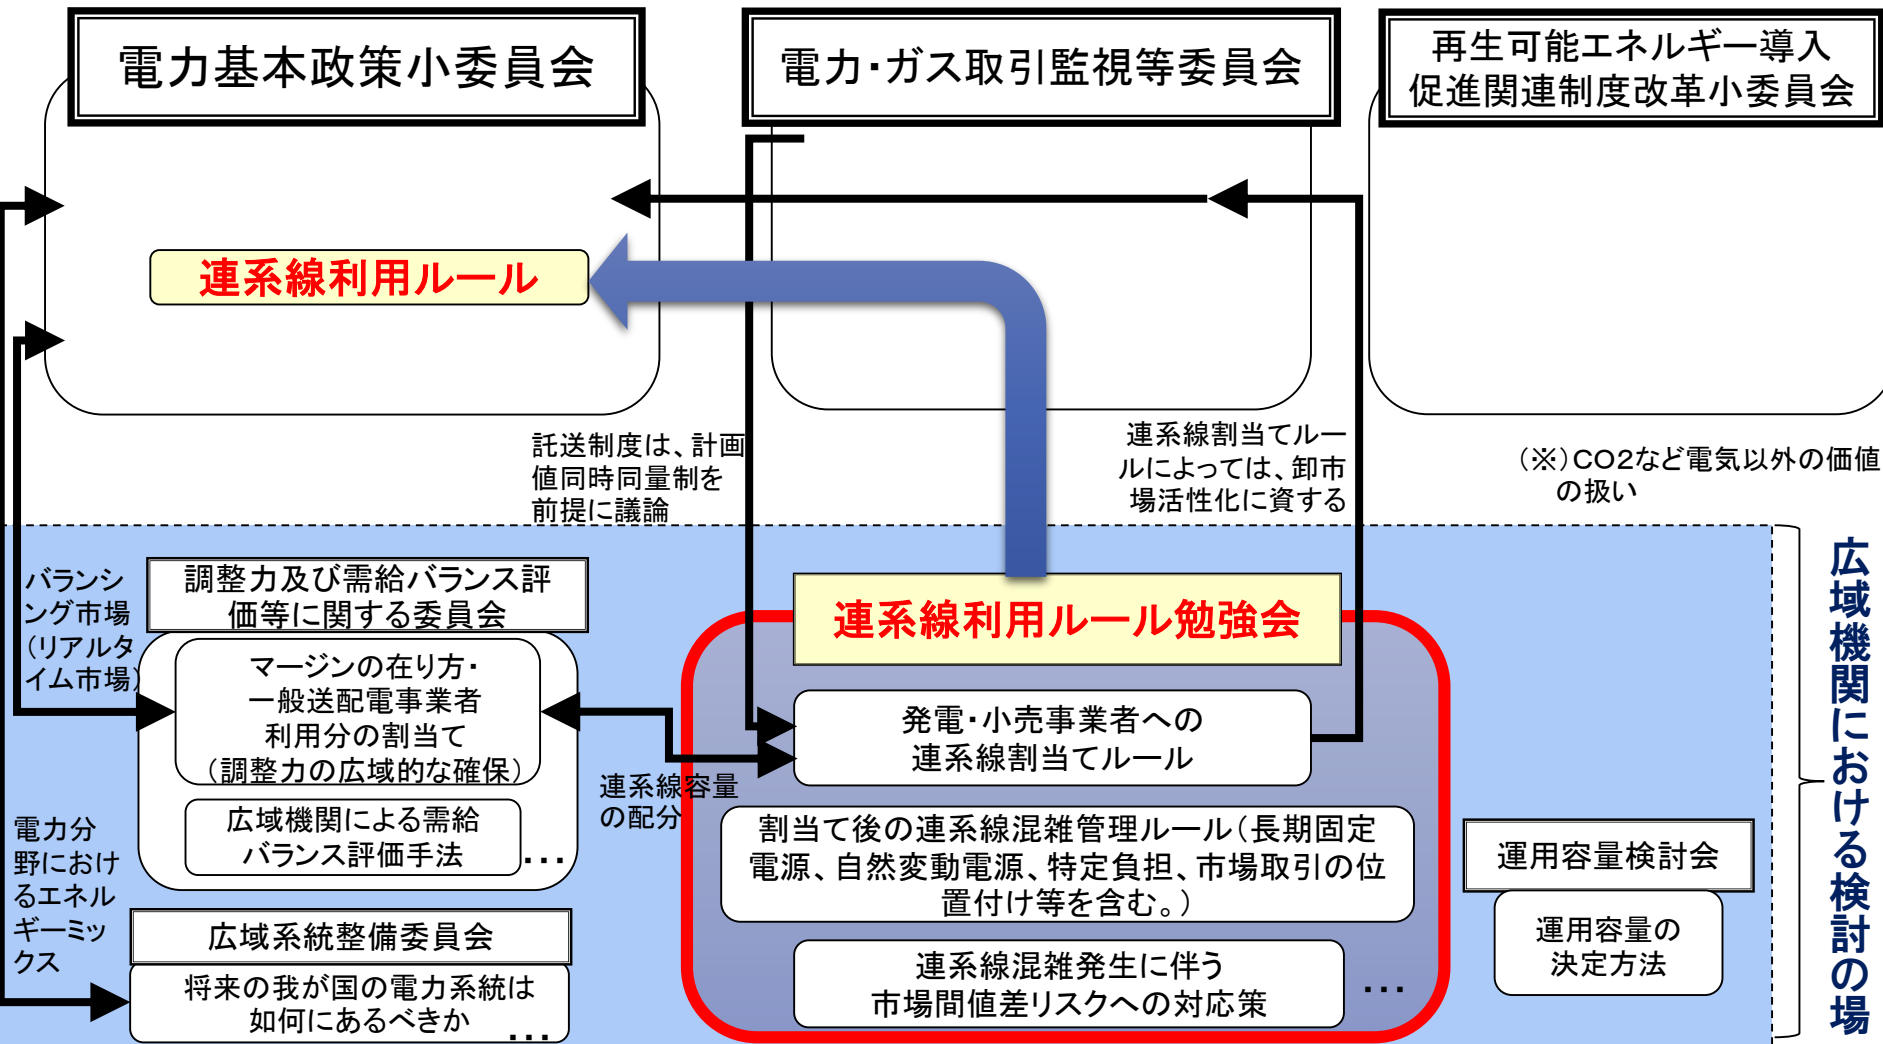 電力基本政策小委員会
電力・ガス取引監視等委員会
再生可能エネルギー導入
促進関連制度改革小委員会
連系線利用ルール
託送制度は、計画
値同時同量制を
前提に議論
連系線割当てルー
ルによっては、卸市
場活性化に資する
（※）CO2など電気以外の価値
の扱い
広域機関における検討の場
バランシ
ング市場
（リアルタ
イム市場）
調整力及び需給バランス評
価等に関する委員会
マージンの在り方・
一般送配電事業者
利用分の割当て
（調整力の広域的な確保）
広域機関による需給
バランス評価手法
…
連系線容量
の配分
連系線利用ルール勉強会
発電・小売事業者への
連系線割当てルール
割当て後の連系線混雑管理ルール（長期固定
電源、自然変動電源、特定負担、市場取引の位
置付け等を含む。）
連系線混雑発生に伴う
市場間値差リスクへの対応策
…
運用容量検討会
運用容量の
決定方法
電力分
野におけ
るエネル
ギーミッ
クス
広域系統整備委員会
将来の我が国の電力系統は
如何にあるべきか
…